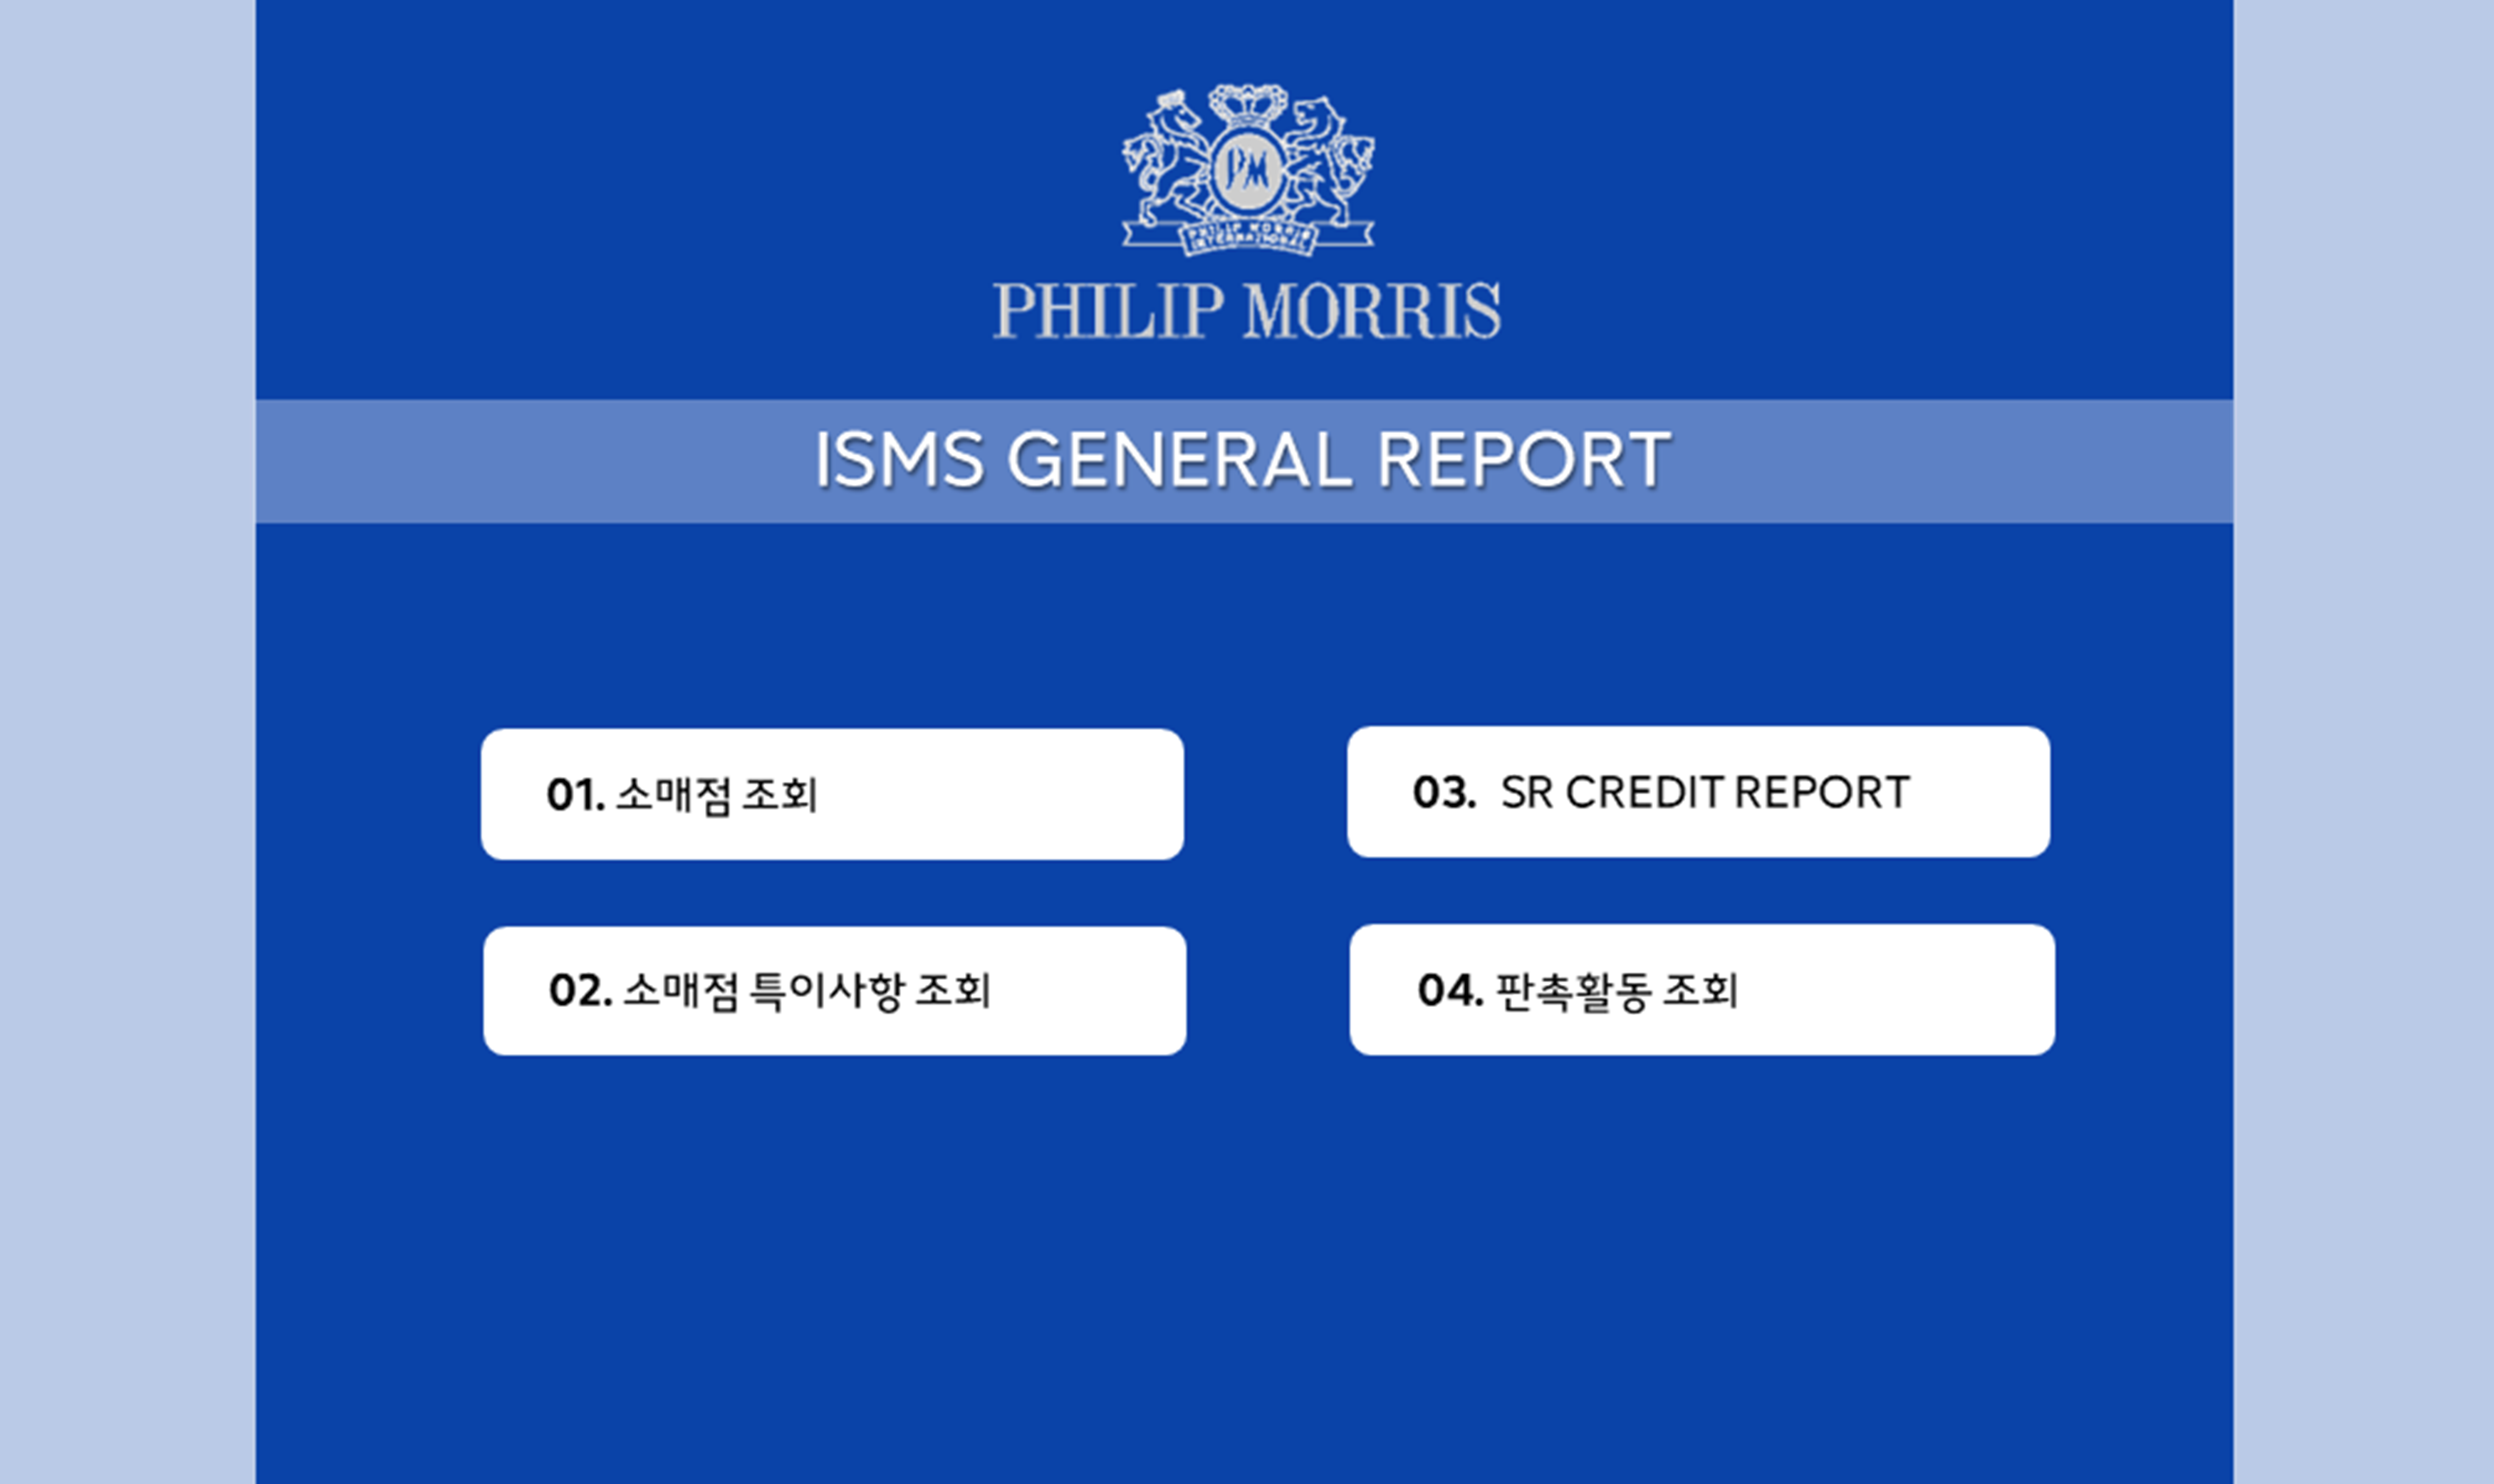 PM
PHILIP MORRIS
INTERNATIONAL
PHILIP MORRIS
ISMS GENERAL REPORT
01. 소매점 조회
02. 소매점 특이사항 조회
03. SR CREDIT REPORT
04. 판촉활동 조회